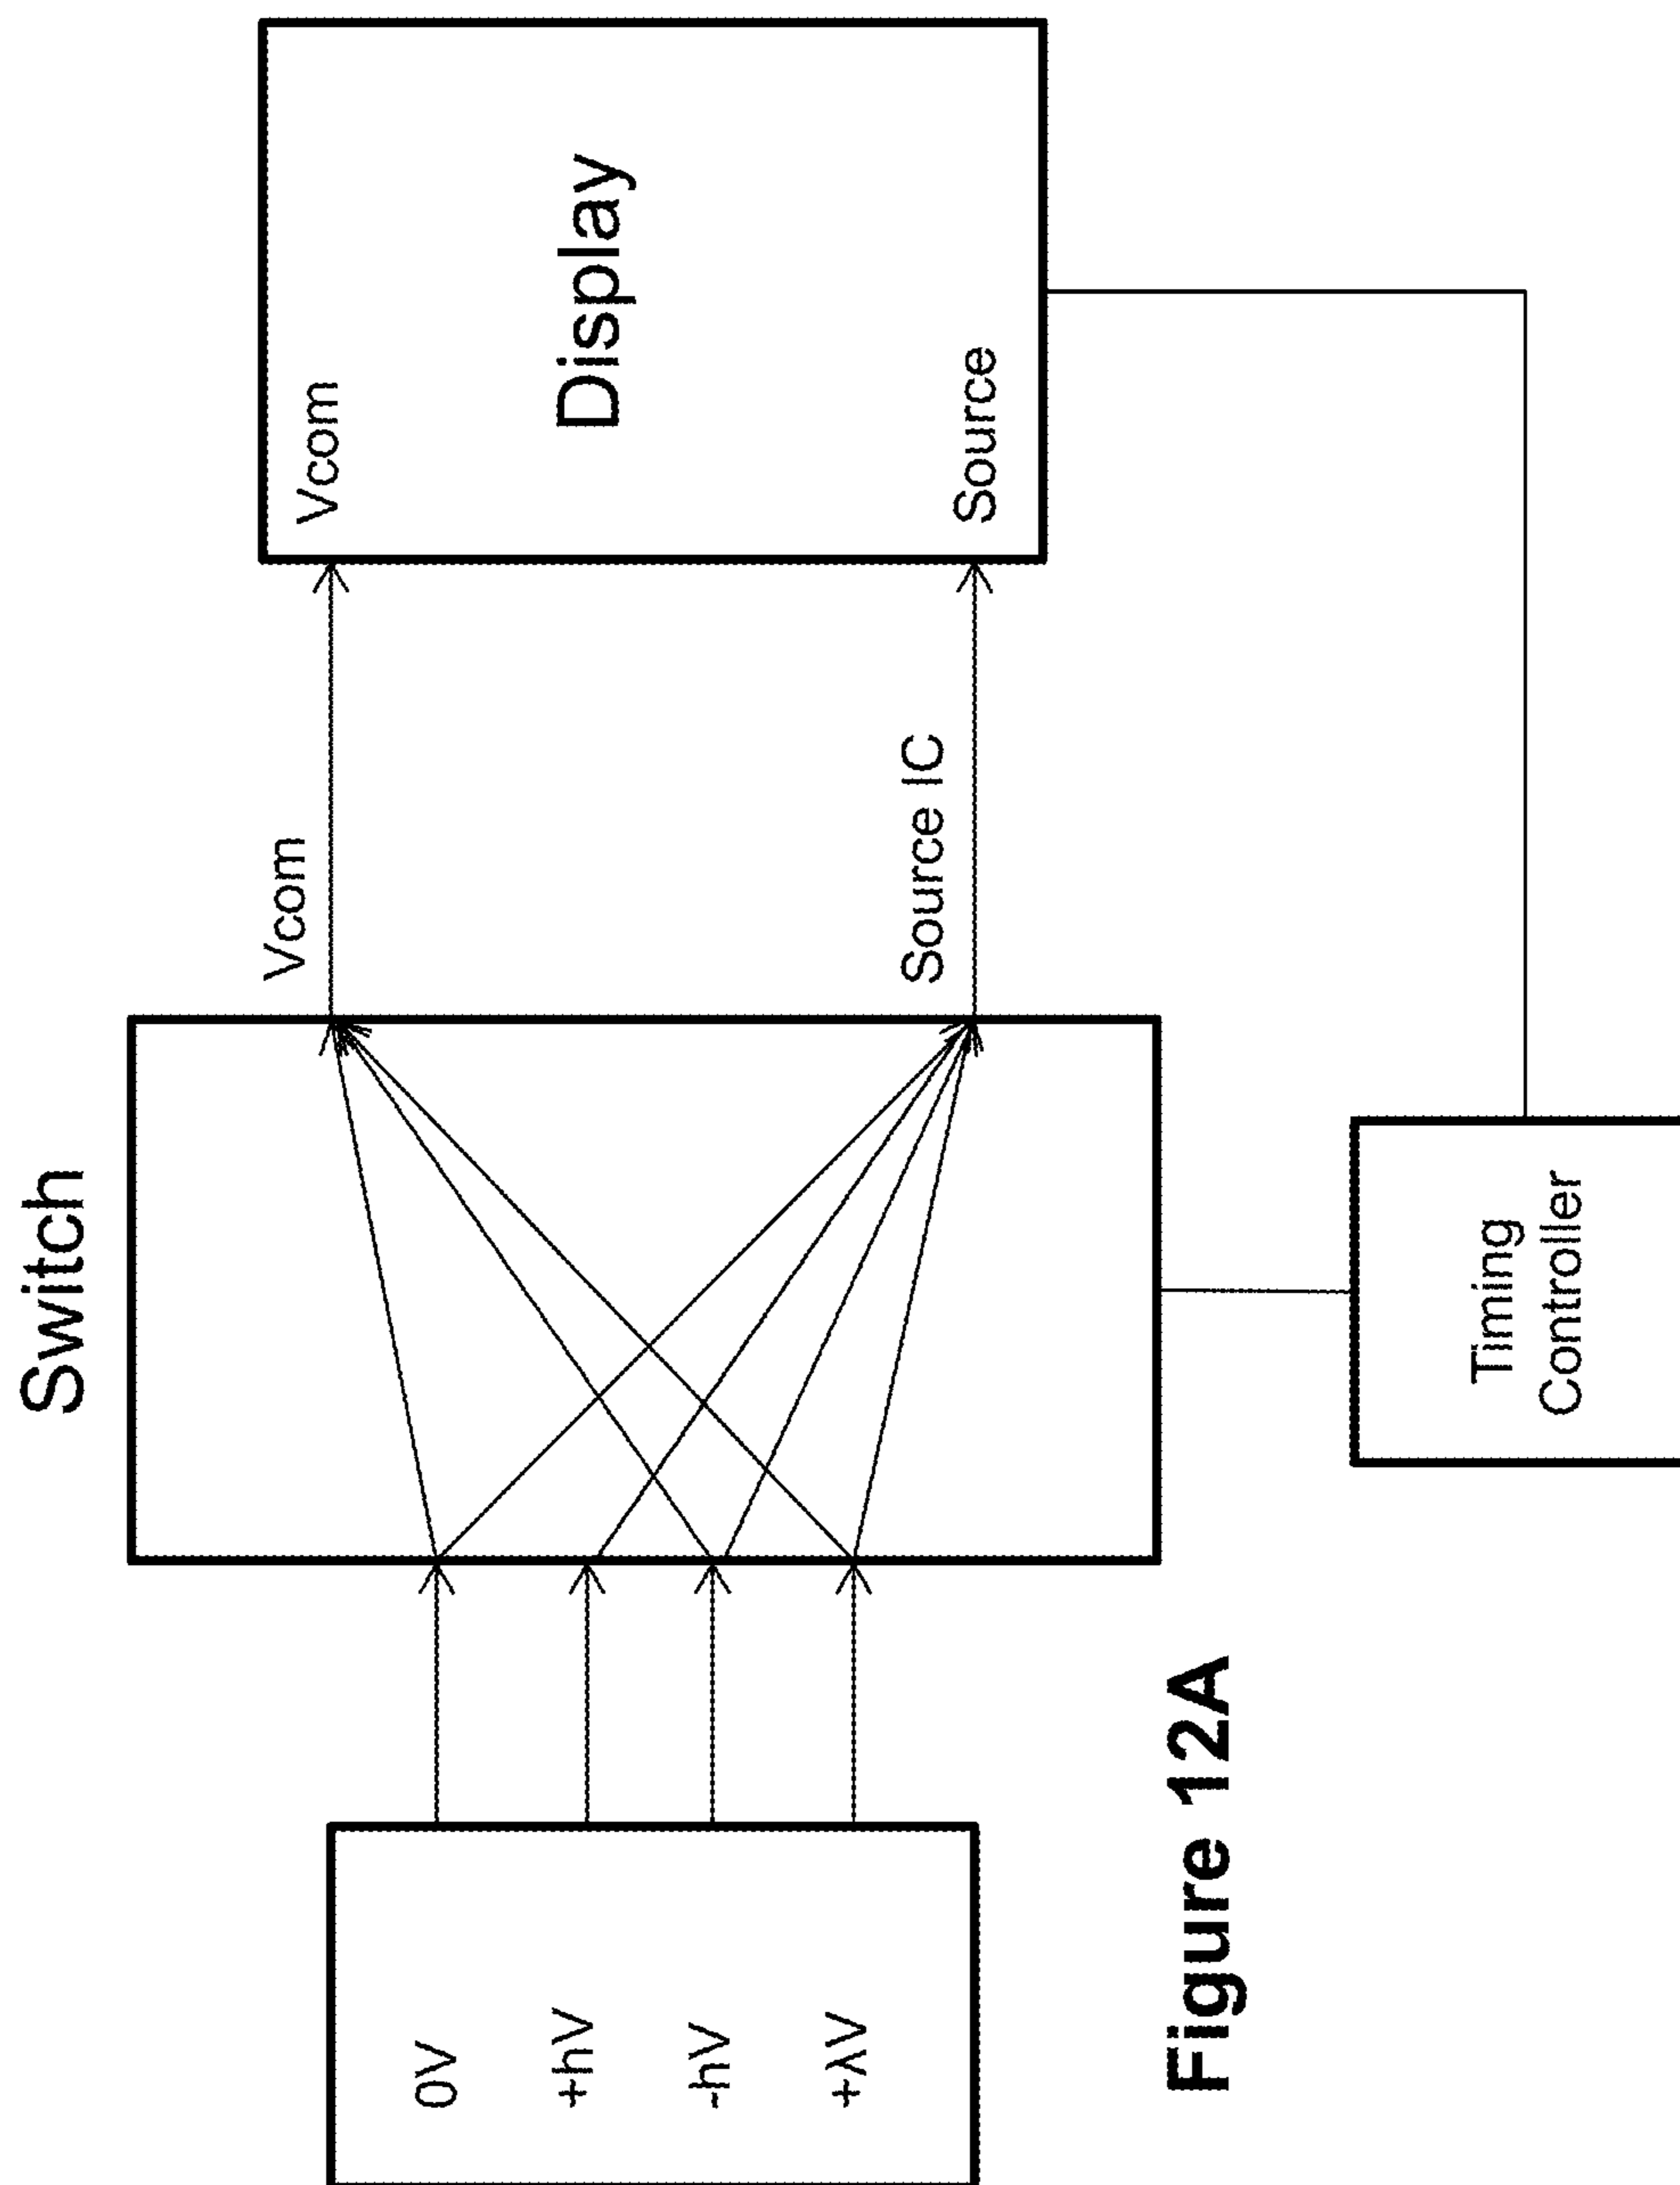 Switch
0V
+hV
-hV
+λV
Vcom
Source IC
Vcom
Display
Source
Timing
Controller
Figure 12A